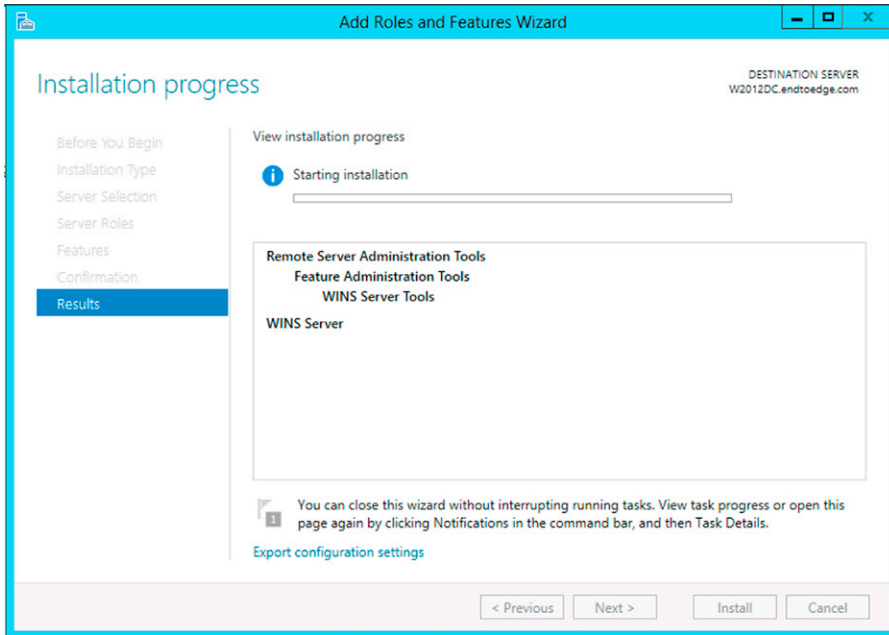 Add Roles and Features Wizard
Installation progress
DESTINATION SERVER
W2012DC.endtoedge.com
Before You Begin
Installation Type
Server Selection
Server Roles
Features
Confirmation
Results
View installation progress
Starting installation
Remote Server Administration Tools
Feature Administration Tools
WINS Server Tools
WINS Server
1
You can close this wizard without interrupting running tasks. View task progress or open this
page again by clicking Notifications in the command bar, and then Task Details.
Export configuration settings
< Previous
Next >
Install
Cancel